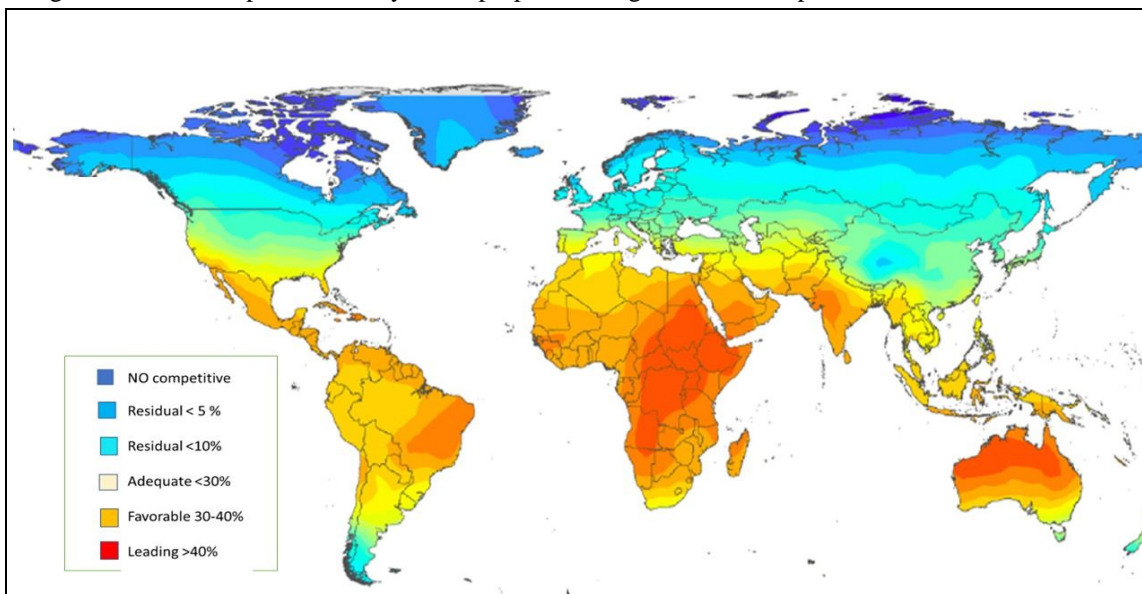 NO competitive
Residual < 5 %
Residual <10%
Adequate <30%
Favorable 30-40%
Leading >40%